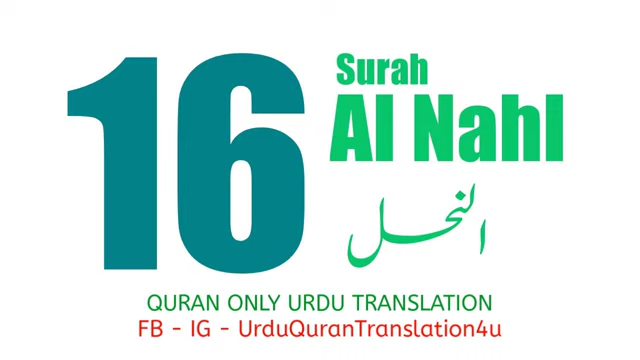 16
Surah
Al Nahl
النحل
QURAN ONLY URDU TRANSLATION
FB - IG - UrduQuranTranslation4u